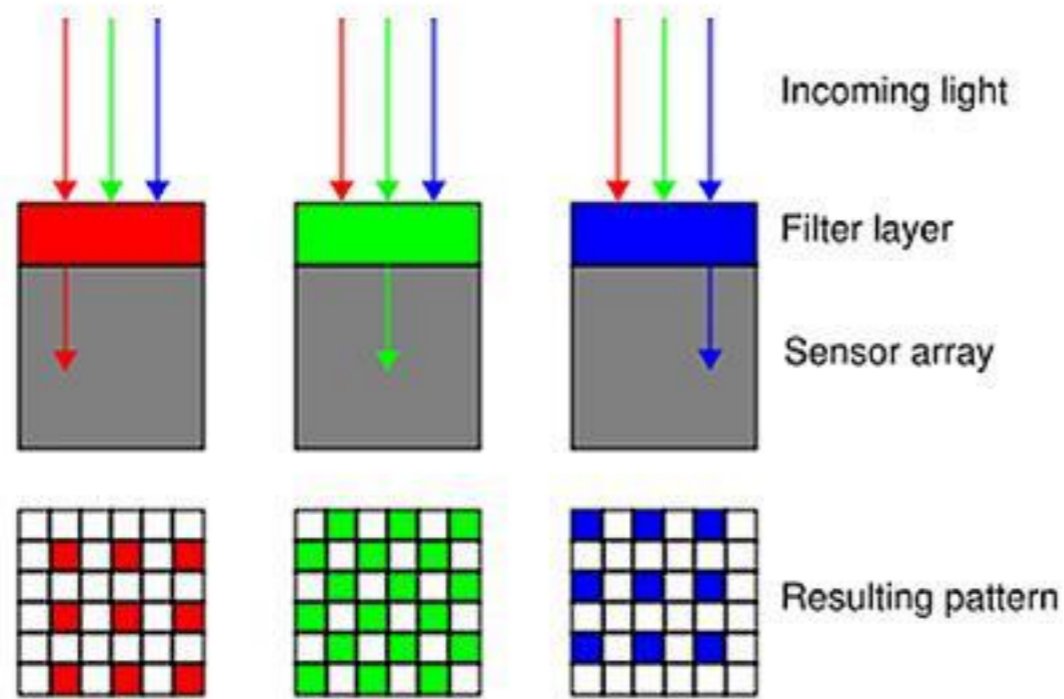 Incoming light
Filter layer
Sensor array
Resulting pattern